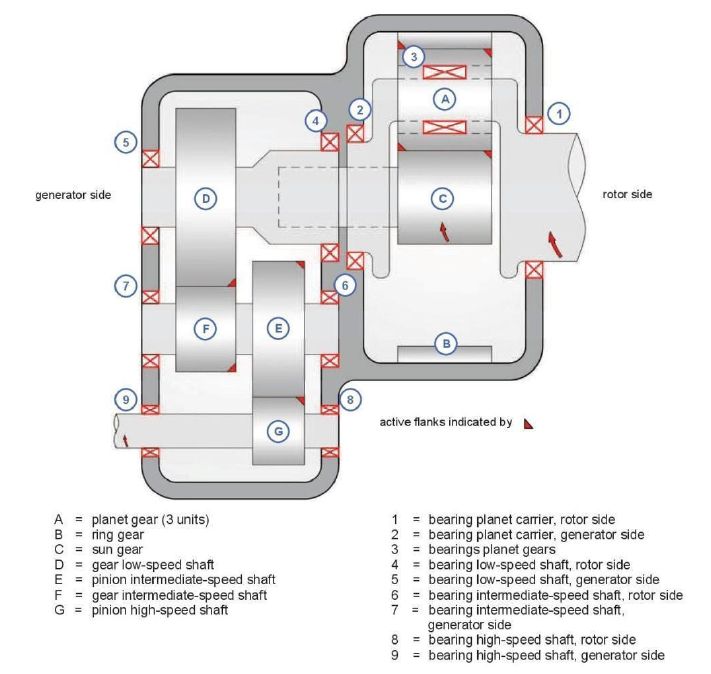 3
A
1
2
4
5
generator side
D
C
rotor side
7
6
F
E
B
9
8
G
active flanks indicated by
A = planet gear (3 units)
B = ring gear
C = sun gear
D = gear low-speed shaft
E = pinion intermediate-speed shaft
F = gear intermediate-speed shaft
G = pinion high-speed shaft
1 = bearing planet carrier, rotor side
2 = bearing planet carrier, generator side
3 = bearings planet gears
4 = bearing low-speed shaft, rotor side
5 = bearing low-speed shaft, generator side
6 = bearing intermediate-speed shaft, rotor side
7 = bearing intermediate-speed shaft,
generator side
8 = bearing high-speed shaft, rotor side
9 = bearing high-speed shaft, generator side